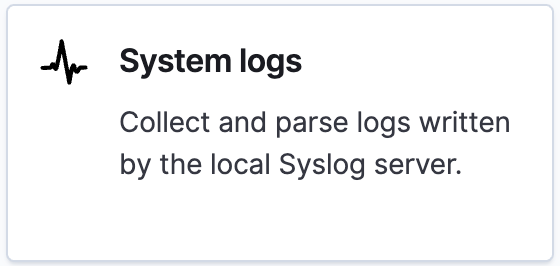 System logs
Collect and parse logs written
by the local Syslog server.